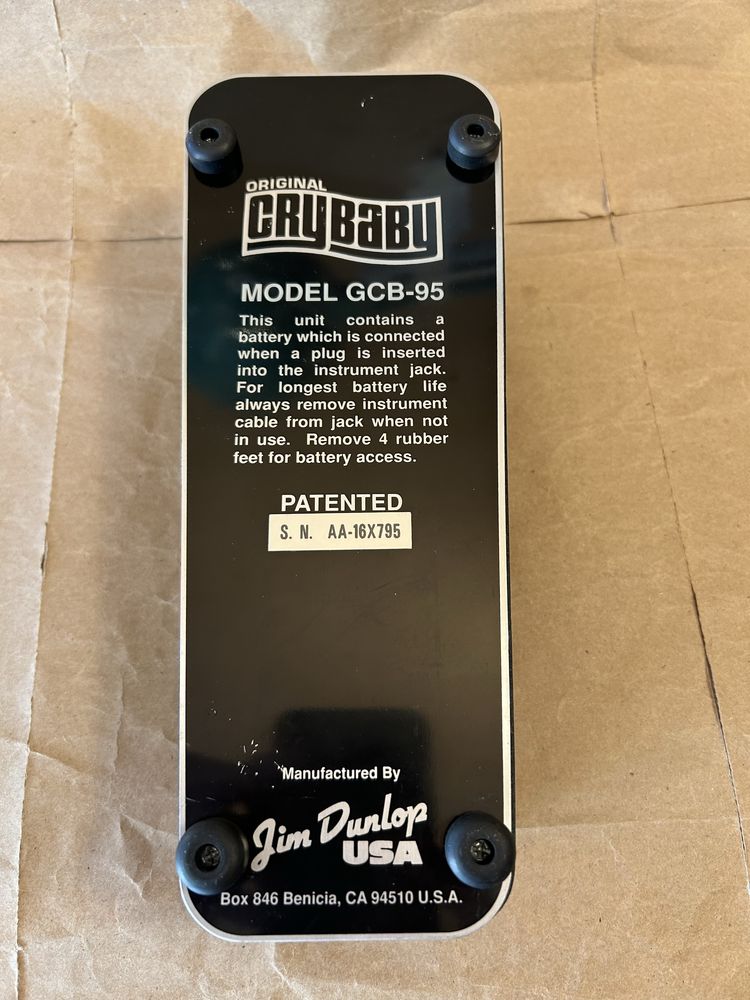 ORIGINAL
CRYBABY
MODEL GCB-95
This unit contains a
battery which is connected
when a plug is inserted
into the instrument jack.
For longest battery life
always remove instrument
cable from jack when not
in use. Remove 4 rubber
feet for battery access.
PATENTED
S. N. AA-16X795
Manufactured By
Jim Dunlop
USA
Box 846 Benicia, CA 94510 U.S.A.